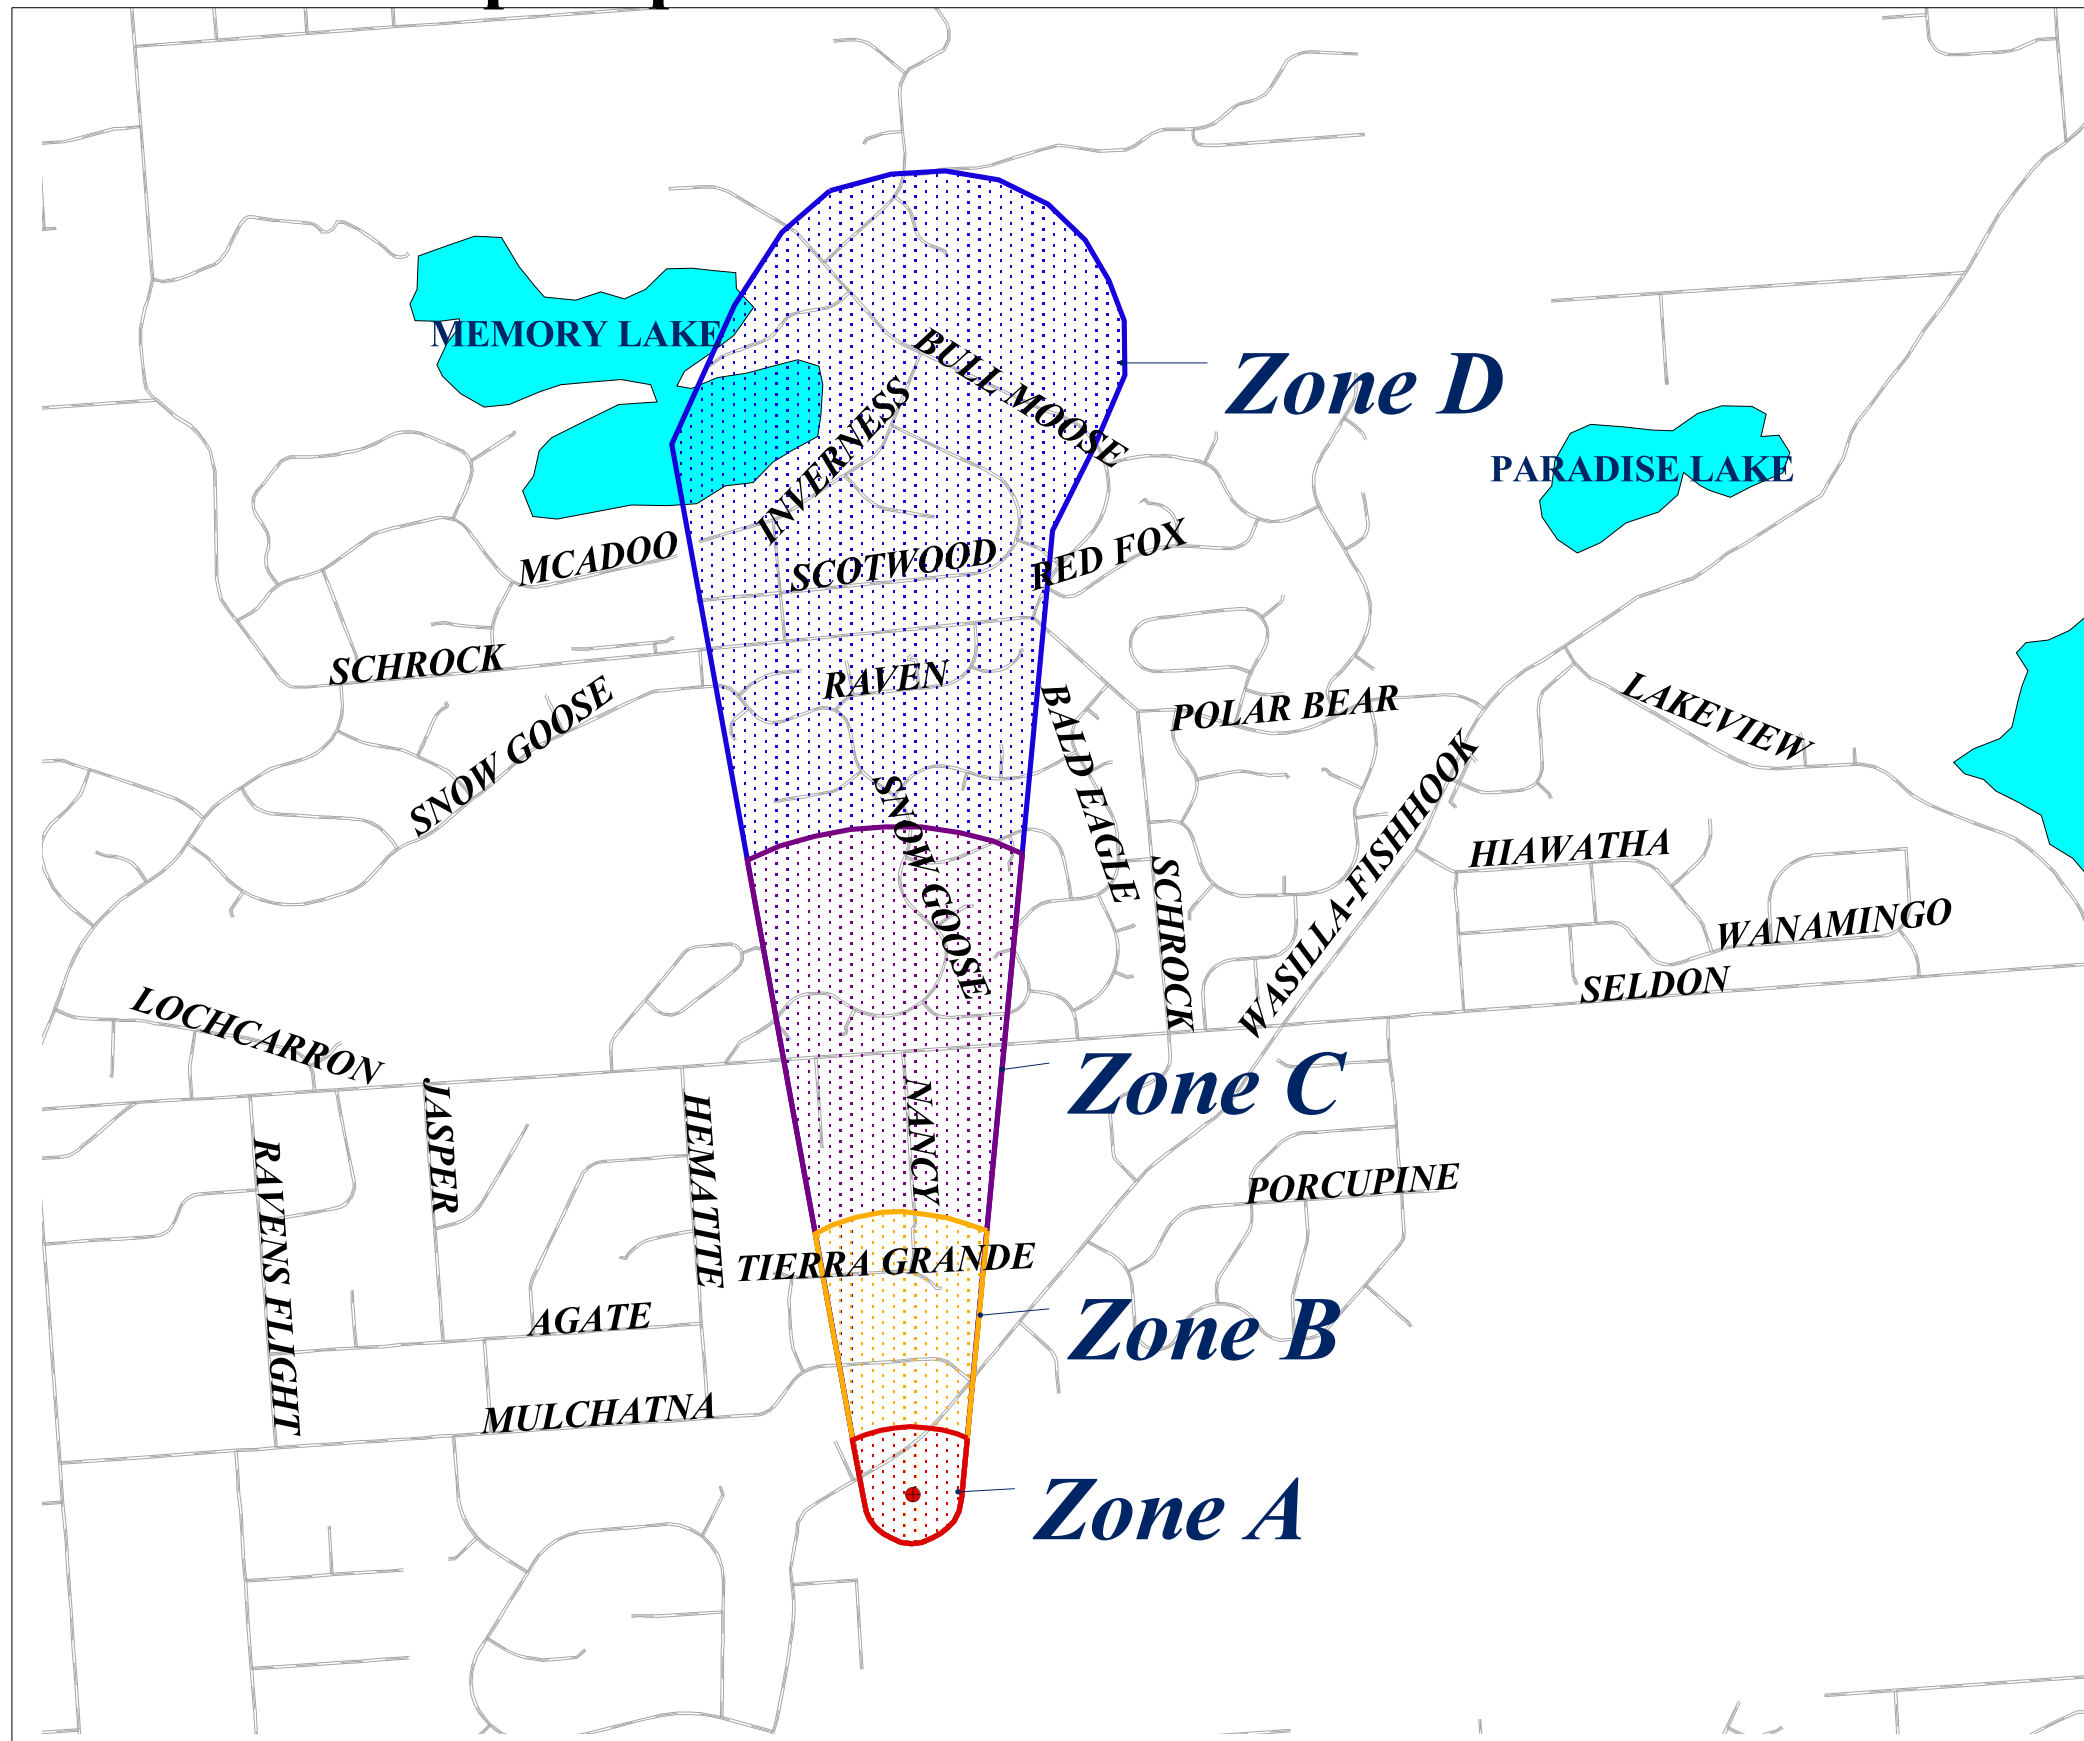 MEMORY LAKE
BULL MOOSE
Zone D
INVERNESS
PARADISE LAKE
MCADOO
SCOTWOOD
RED FOX
SCHROCK
RAVEN
SNOW GOOSE
BALD EAGLE
POLAR BEAR
LAKEVIEW
SNOW GOOSE
SCHROCK
WASILLA-FISHHOOK
HIAWATHA
WANAMINGO
SELDON
LOCHCARRON
Zone C
JASPER
HEMATITE
NANCY
RAVENS FLIGHT
PORCUPINE
TIERRA GRANDE
AGATE
Zone B
MULCHATNA
Zone A